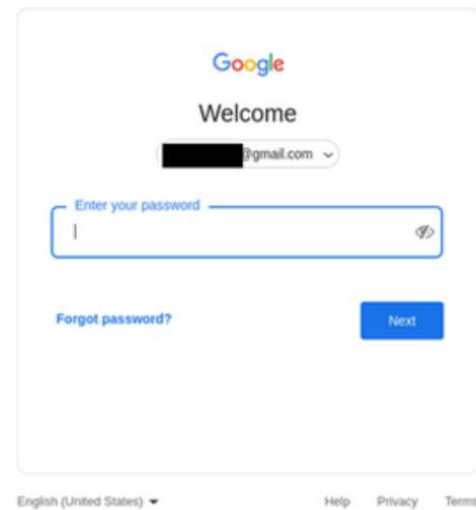 Google
Welcome
@gmail.com
Enter your password
Forgot password?
Next
English (United States)
Help Privacy Terms